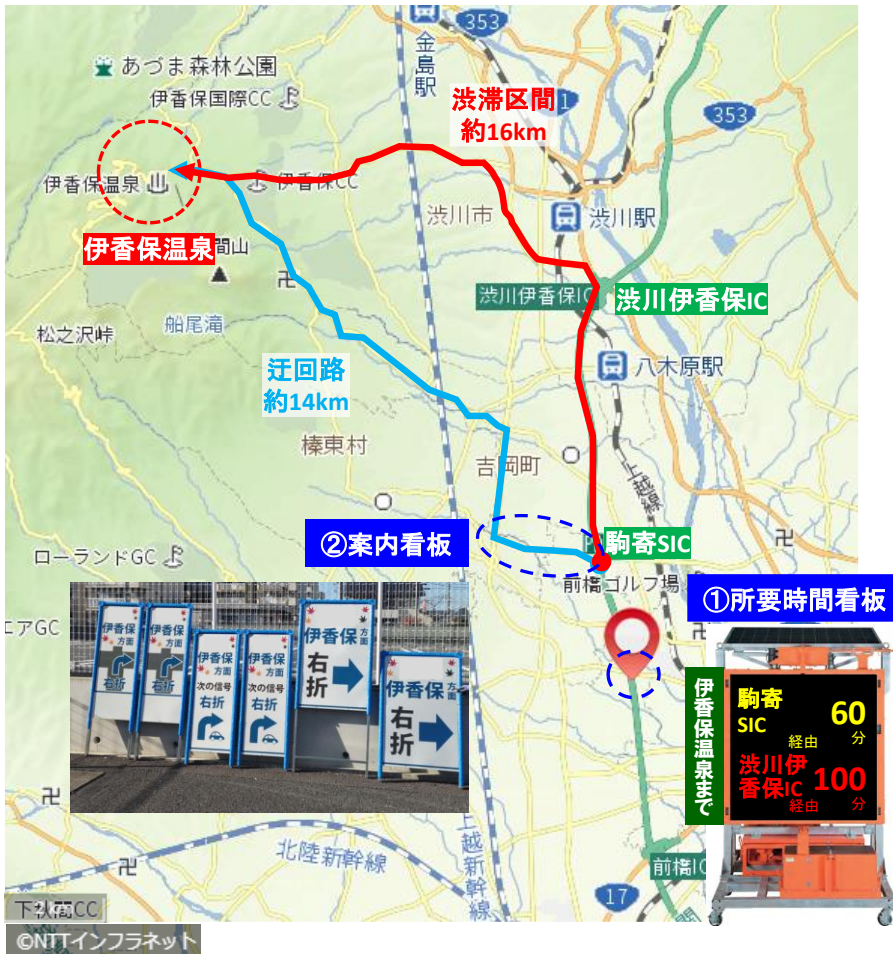 353
あづま森林公園
金島駅
伊香保国際CC
渋滞区間
約16km
353
伊香保温泉
伊香保CC
渋川市
渋川駅
伊香保温泉
間山
渋川伊香保IC
渋川伊香保IC
船尾滝
松之沢峠
八木原駅
迂回路
約14km
榛東村
吉岡町
上越線
②案内看板
駒寄SIC
ローランドGC
前橋ゴルフ場
①所要時間看板
エアGC
伊香保方面
伊香保方面
伊香保方面
次の信号
右折
伊香保方面
次の信号
右折
伊香保方面
右折
伊香保方面
右折
伊香保温泉まで
駒寄
SIC
経由
60
分
渋川伊
香保IC
経由
100
分
上越新幹線
北陸新幹線
前橋IC
17
下秋間CC
©NTTインフラネット